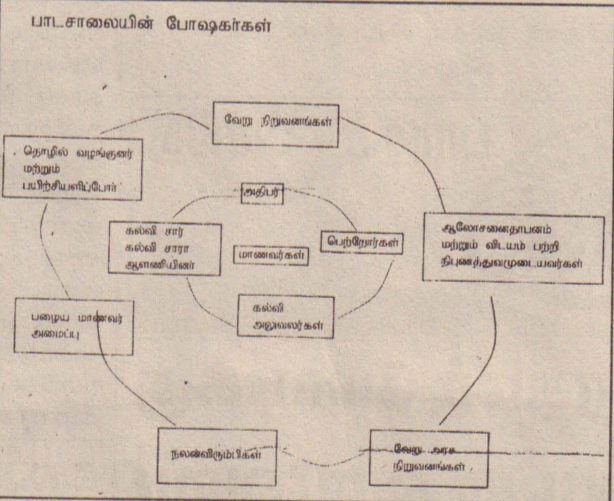 பாடசாலையின் போஷகர்கள்
வேறு நிறுவனங்கள்
தொழில் வழங்குனர்
மற்றும்
பயிற்சியளிப்போர்
அதிபர்
கல்வி சார்
கல்வி சாரா
ஆளணியினர்
மாணவர்கள்
பெற்றோர்கள்
ஆலோசனைதாபனம்
மற்றும் விடயம் பற்றி
நிபுணத்துவமுடையவர்கள்
கல்வி
அலுவலர்கள்
பழைய மாணவர்
அமைப்பு
நலன்விரும்பிகள்
வேறு அரச
நிறுவனங்கள்